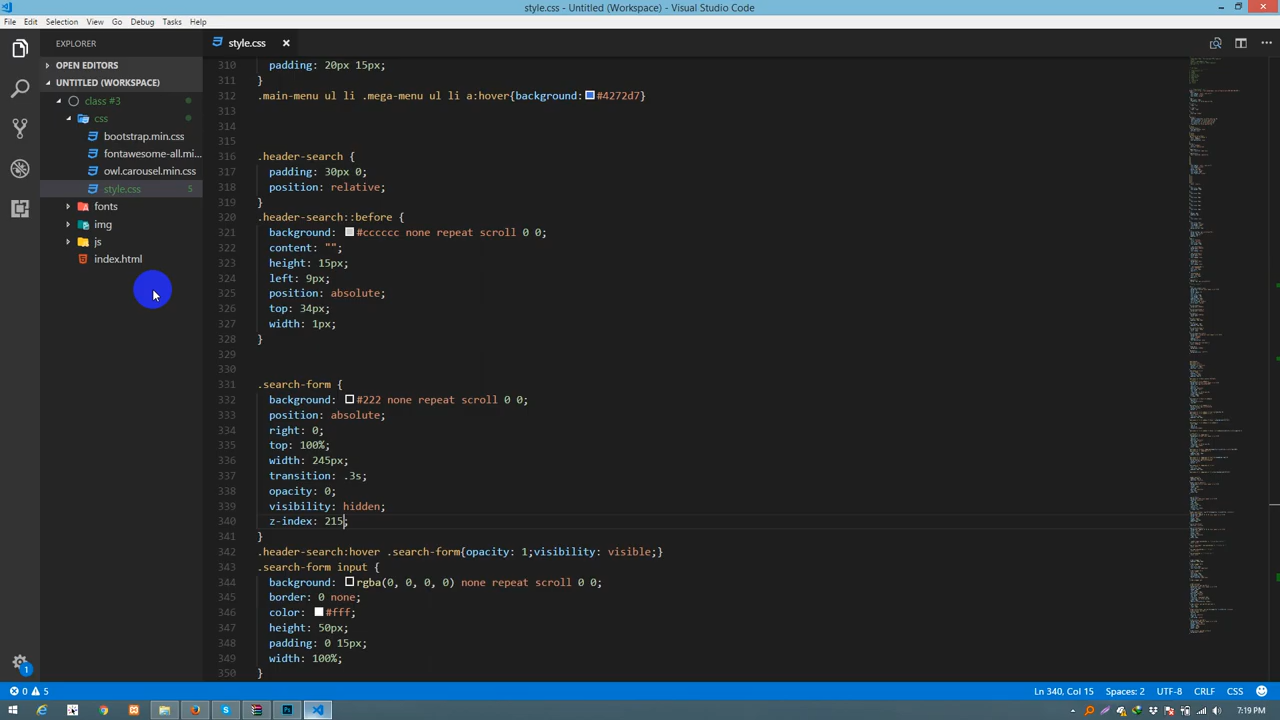 style.css - Untitled (Workspace) - Visual Studio Code
File Edit Selection View Go Debug Tasks Help
EXPLORER
style.css
OPEN EDITORS
UNTITLED (WORKSPACE)
class #3
css
bootstrap.min.css
fontawesome-all.mi...
owl.carousel.min.css
style.css 5
fonts
img
js
index.html
310 padding: 20px 15px;
311 }
312 .main-menu ul li .mega-menu ul li a:hover{background: #4272d7}
313
314
315
316 .header-search {
317 padding: 30px 0;
318 position: relative;
319 }
320 .header-search::before {
321 background: #cccccc none repeat scroll 0 0;
322 content: "";
323 height: 15px;
324 left: 9px;
325 position: absolute;
326 top: 34px;
327 width: 1px;
328 }
329
330
331 .search-form {
332 background: #222 none repeat scroll 0 0;
333 position: absolute;
334 right: 0;
335 top: 100%;
336 width: 245px;
337 transition: .3s;
338 opacity: 0;
339 visibility: hidden;
340 z-index: 215;
341 }
342 .header-search:hover .search-form{opacity: 1;visibility: visible;}
343 .search-form input {
344 background: rgba(0, 0, 0, 0) none repeat scroll 0 0;
345 border: 0 none;
346 color: #fff;
347 height: 50px;
348 padding: 0 15px;
349 width: 100%;
350 }
1
0 5
Ln 340, Col 15 Spaces: 2 UTF-8 CRLF CSS
7:19 PM